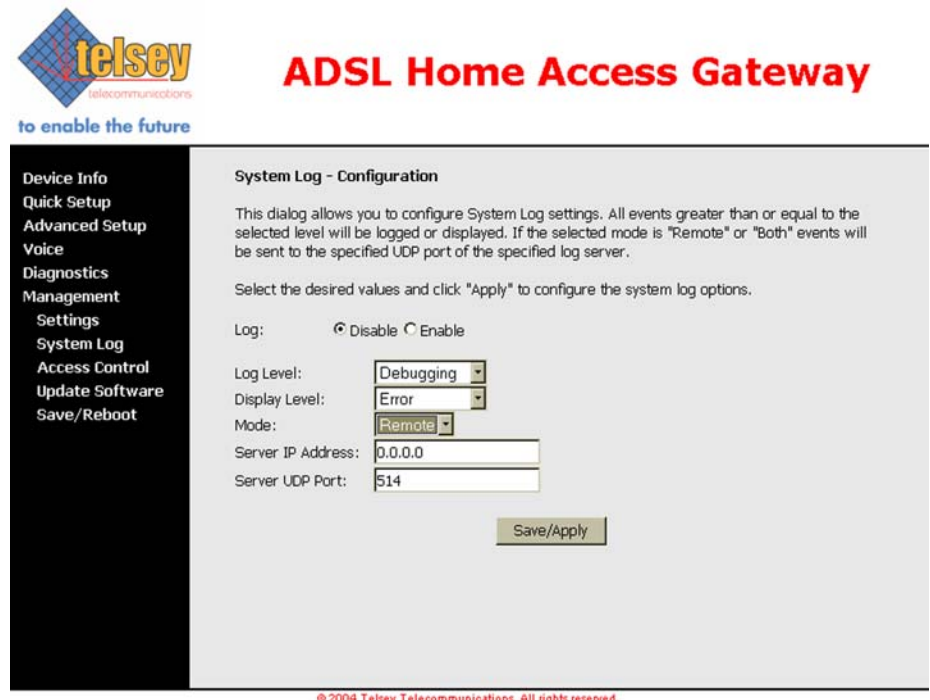 telsey
telecommunications
to enable the future
ADSL Home Access Gateway
Device Info
Quick Setup
Advanced Setup
Voice
Diagnostics
Management
Settings
System Log
Access Control
Update Software
Save/Reboot
System Log - Configuration
This dialog allows you to configure System Log settings. All events greater than or equal to the
selected level will be logged or displayed. If the selected mode is "Remote" or "Both" events will
be sent to the specified UDP port of the specified log server.
Select the desired values and click "Apply" to configure the system log options.
Log: Disable Enable
Log Level: Debugging
Display Level: Error
Mode: Remote
Server IP Address: 0.0.0.0
Server UDP Port: 514
Save/Apply
© 2004 Telsey Telecommunications. All rights reserved.